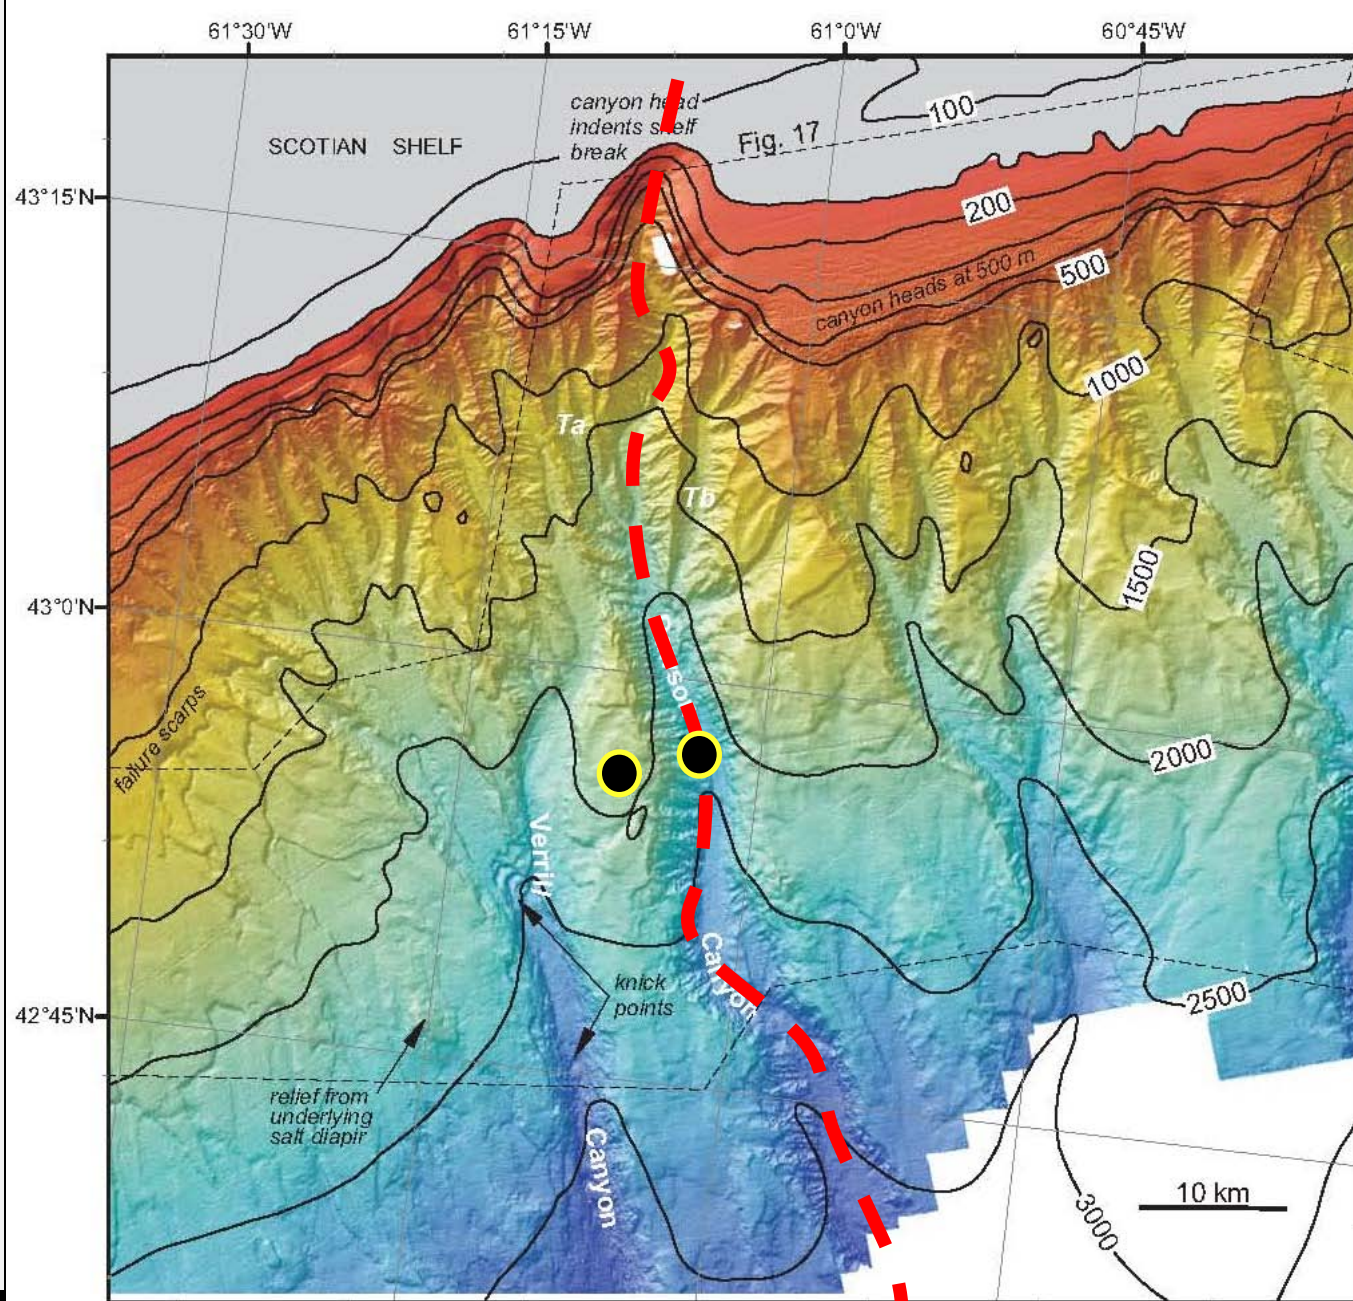 61°30'W
61°15'W
61°0'W
60°45'W
canyon head
indents shelf
break
100
Fig. 17
SCOTIAN SHELF
43°15'N
200
canyon heads at 500 m
500
1000
Ta
Tb
1500
43°0'N
failure scarps
2000
Verrill
Canyon
knick
points
2500
42°45'N
relief from
underlying
salt diapir
Canyon
10 km
3000